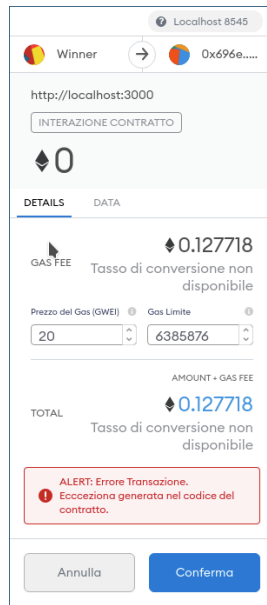 Localhost 8545
Winner
0x696e.....
http://localhost:3000
INTERAZIONE CONTRATTO
0
DETAILS DATA
0.127718
GAS FEE
Tasso di conversione non
disponibile
Prezzo del Gas (GWEI) Gas Limite
20 6385876
AMOUNT + GAS FEE
TOTAL
0.127718
Tasso di conversione non
disponibile
ALERT: Errore Transazione.
Ecccezione generata nel codice del
contratto.
Annulla Conferma